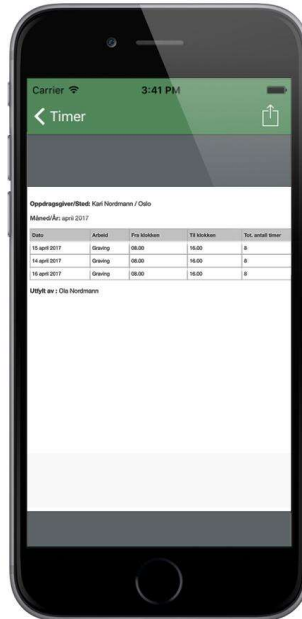 Carrier 3:41 PM
Timer
Oppdragsgiver/Sted: Kari Nordmann / Oslo
Måned/År: april 2017
Dato Arbeid Fra klokken Til klokken Tot. antall timer
15 april 2017 Graving 08.00 16.00 8
14 april 2017 Graving 08.00 16.00 8
16 april 2017 Graving 08.00 16.00 8
Utfylt av : Ola Nordmann